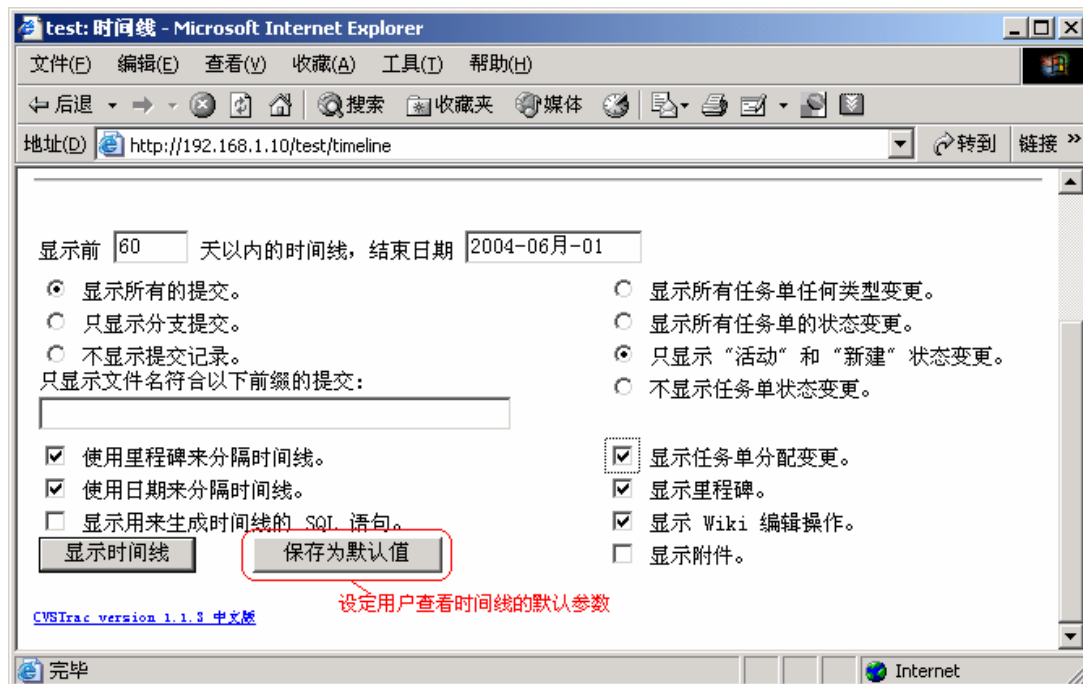 test: 时间线 - Microsoft Internet Explorer
文件(F) 编辑(E) 查看(V) 收藏(A) 工具(T) 帮助(H)
后退 搜索 收藏夹 媒体
地址(D) http://192.168.1.10/test/timeline 转到 链接 »
显示前 60 天以内的时间线，结束日期 2004-06月-01
显示所有的提交。 显示所有任务单任何类型变更。
只显示分支提交。 显示所有任务单的状态变更。
不显示提交记录。 只显示 “活动” 和 “新建” 状态变更。
只显示文件名符合以下前缀的提交: 不显示任务单状态变更。
使用里程碑来分隔时间线。 显示任务单分配变更。
使用日期来分隔时间线。 显示里程碑。
显示用来生成时间线的 SQL 语句。 显示 Wiki 编辑操作。
显示时间线 保存为默认值 显示附件。
设定用户查看时间线的默认参数
CVSTrac version 1.1.3 中文版
完毕 Internet